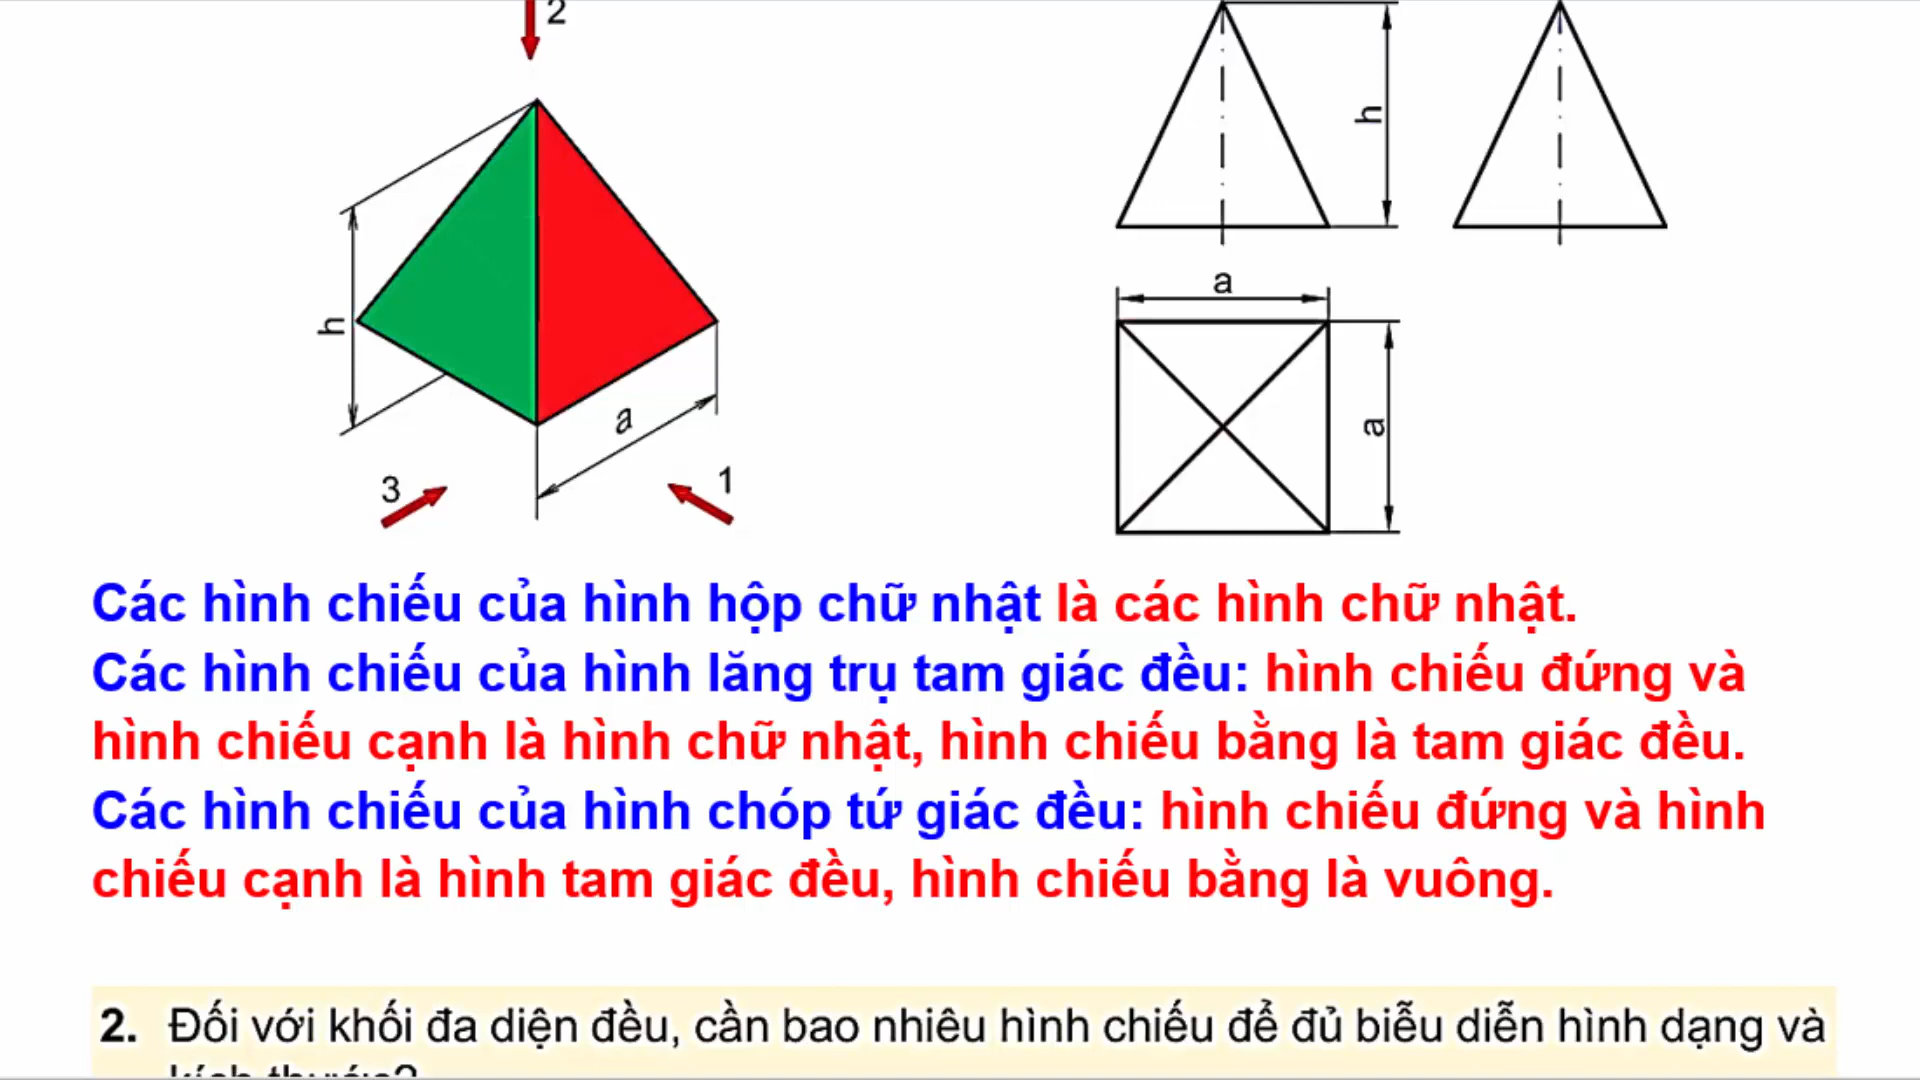 2
h
h
a
a
a
3
1
Các hình chiếu của hình hộp chữ nhật là các hình chữ nhật.
Các hình chiếu của hình lăng trụ tam giác đều: hình chiếu đứng và
hình chiếu cạnh là hình chữ nhật, hình chiếu bằng là tam giác đều.
Các hình chiếu của hình chóp tứ giác đều: hình chiếu đứng và hình
chiếu cạnh là hình tam giác đều, hình chiếu bằng là vuông.
2. Đối với khối đa diện đều, cần bao nhiêu hình chiếu để đủ biễu diễn hình dạng và